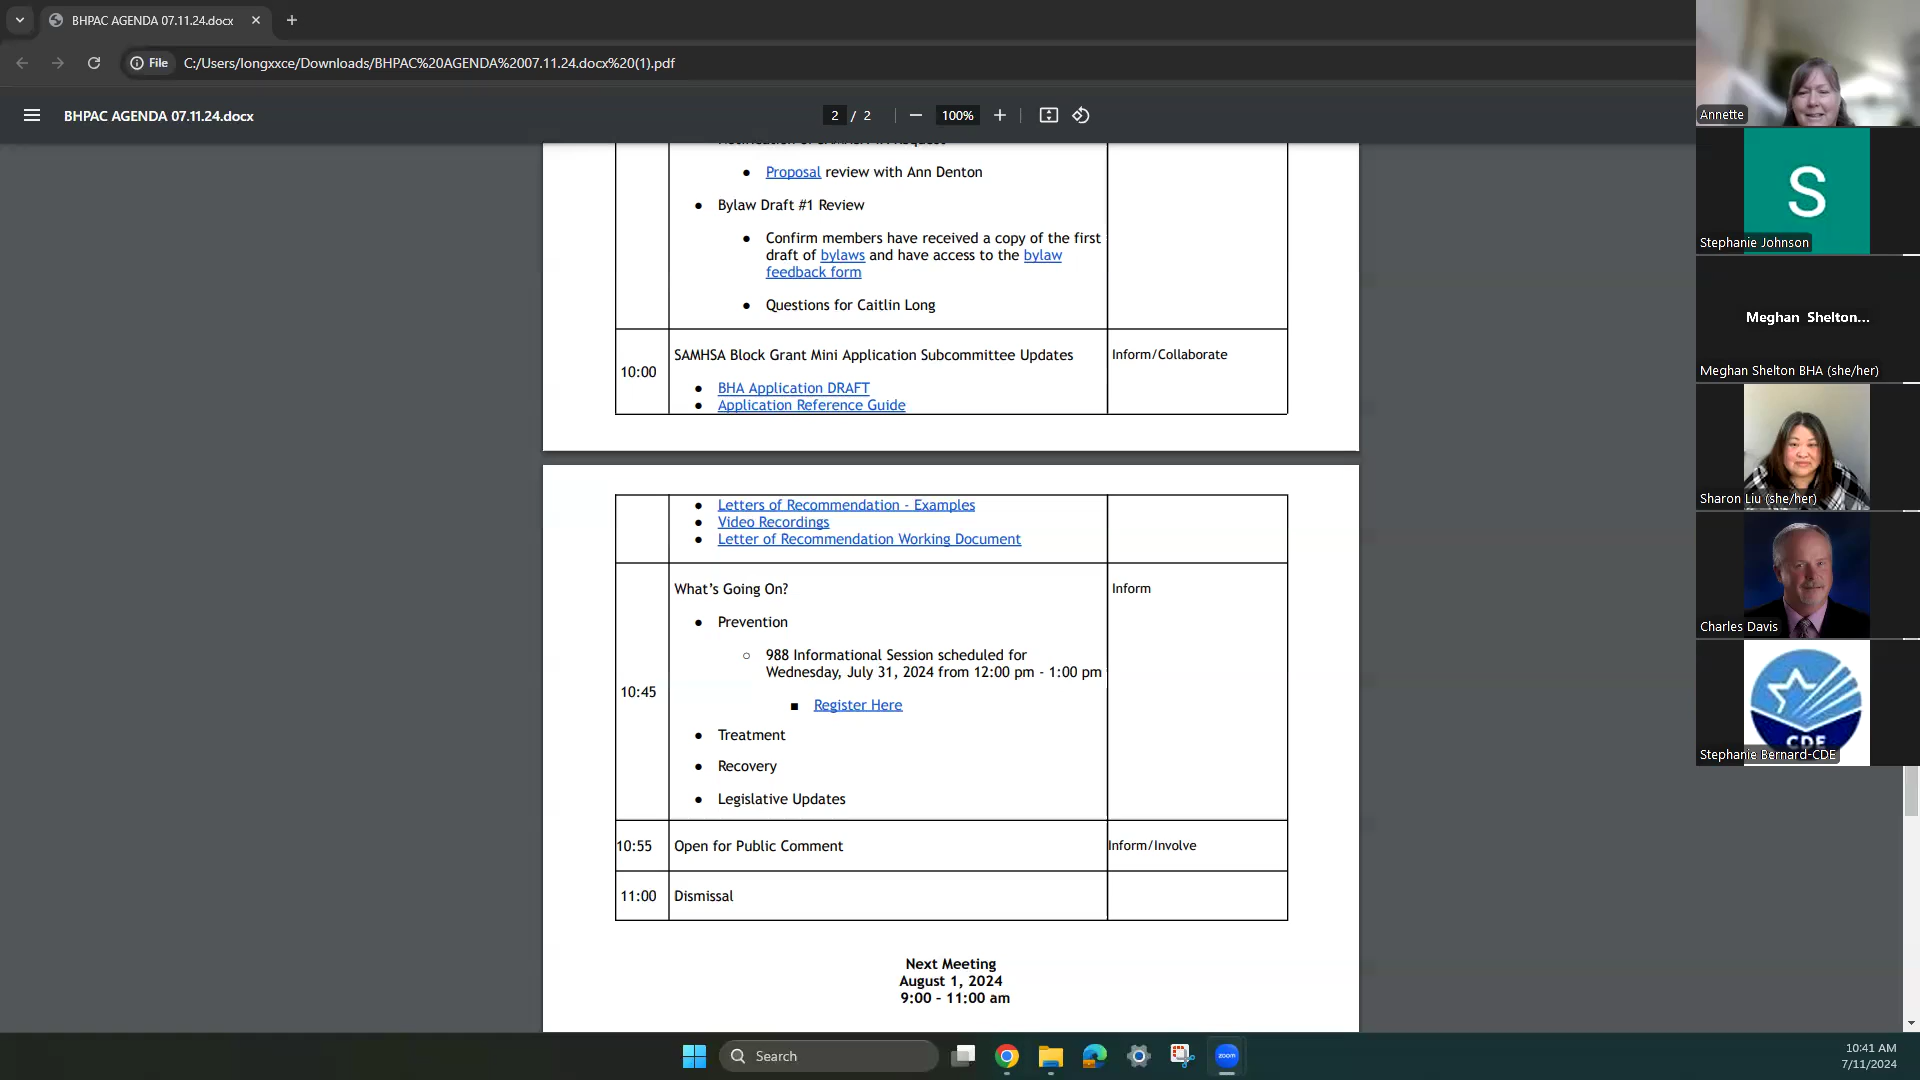 BHPAC AGENDA 07.11.24.docx
File
C:/Users/longxxce/Downloads/BHPAC%20AGENDA%2007.11.24.docx%20(1).pdf
BHPAC AGENDA 07.11.24.docx
2 / 2
100%
● Proposal review with Ann Denton
● Bylaw Draft #1 Review
● Confirm members have received a copy of the first
draft of bylaws and have access to the bylaw
feedback form
● Questions for Caitlin Long
10:00
SAMHSA Block Grant Mini Application Subcommittee Updates
Inform/Collaborate
● BHA Application DRAFT
● Application Reference Guide
● Letters of Recommendation - Examples
● Video Recordings
● Letter of Recommendation Working Document
10:45
What's Going On?
Inform
● Prevention
○ 988 Informational Session scheduled for
Wednesday, July 31, 2024 from 12:00 pm - 1:00 pm
■ Register Here
● Treatment
● Recovery
● Legislative Updates
10:55
Open for Public Comment
Inform/Involve
11:00
Dismissal
Next Meeting
August 1, 2024
9:00 - 11:00 am
Annette
S
Stephanie Johnson
Meghan Shelton...
Meghan Shelton BHA (she/her)
Sharon Liu (she/her)
Charles Davis
CDE
Stephanie Bernard-CDE
Search
zoom
10:41 AM
7/11/2024